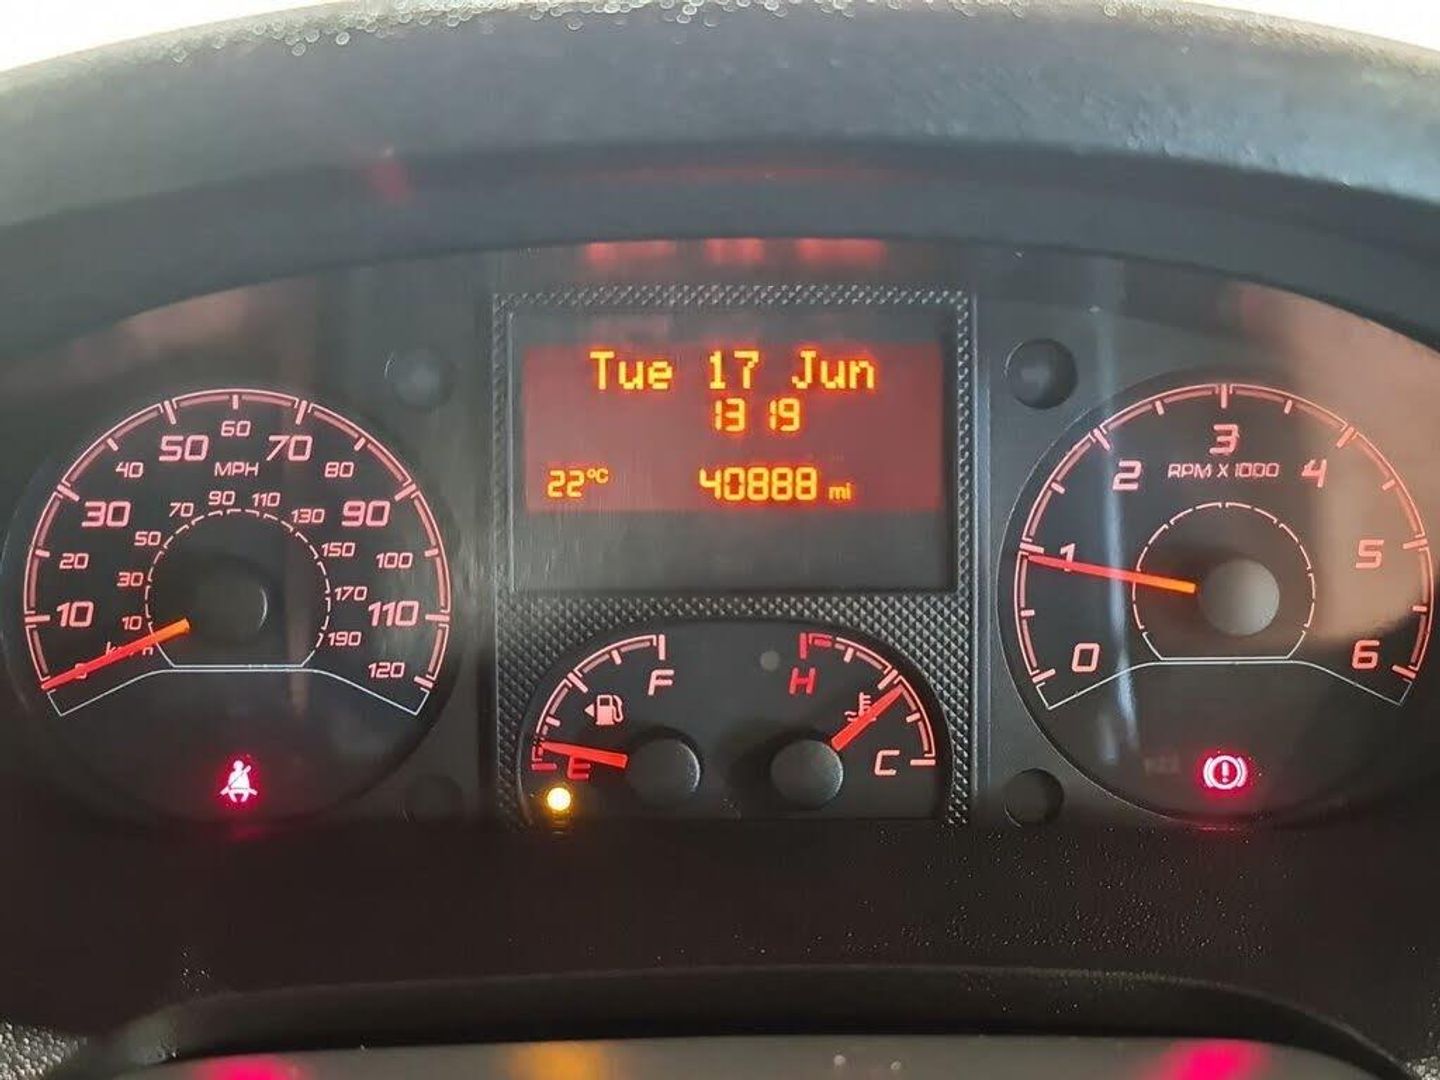 Tue 17 Jun
13 19
22°C 40888 mi
10 20 30 40 50 60 70 80 90 100 110 120
MPH
10 30 50 70 90 110 130 150 170 190
0 1 2 3 4 5 6
RPM X 1000
F
E
H
C